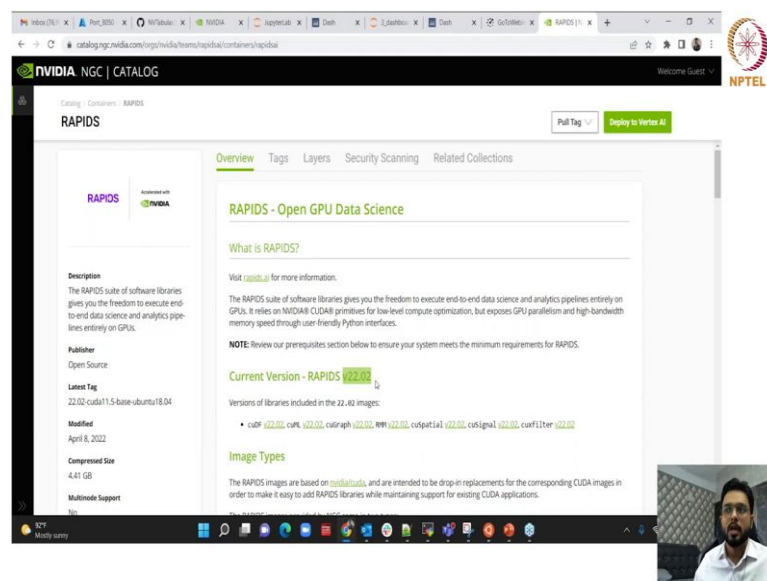 Port_8050
NVTabular
NVIDIA
JupyterLab
Dash
Dash
RAPIDS | N
catalog.ngc.nvidia.com/orgs/nvidia/teams/rapidsai/containers/rapidsai
NPTEL
NVIDIA. NGC | CATALOG
Welcome Guest
Catalog > Containers > RAPIDS
RAPIDS
Pull Tag
Deploy to Vertex AI
Overview Tags Layers Security Scanning Related Collections
RAPIDS
Accelerated with
NVIDIA
Description
The RAPIDS suite of software libraries
gives you the freedom to execute end-
to-end data science and analytics pipe-
lines entirely on GPUs.
Publisher
Open Source
Latest Tag
22.02-cuda11.5-base-ubuntu18.04
Modified
April 8, 2022
Compressed Size
4.41 GB
Multinode Support
No
RAPIDS - Open GPU Data Science
What is RAPIDS?
Visit rapids.ai for more information.
The RAPIDS suite of software libraries gives you the freedom to execute end-to-end data science and analytics pipelines entirely on
GPUs. It relies on NVIDIA® CUDA® primitives for low-level compute optimization, but exposes GPU parallelism and high-bandwidth
memory speed through user-friendly Python interfaces.
NOTE: Review our prerequisites section below to ensure your system meets the minimum requirements for RAPIDS.
Current Version - RAPIDS v22.02
Versions of libraries included in the 22.02 images:
• cuDF v22.02, cuML v22.02, cuGraph v22.02, RMM v22.02, cuSpatial v22.02, cuSignal v22.02, cuxfilter v22.02
Image Types
The RAPIDS images are based on nvidia/cuda, and are intended to be drop-in replacements for the corresponding CUDA images in
order to make it easy to add RAPIDS libraries while maintaining support for existing CUDA applications.
92°F
Mostly sunny